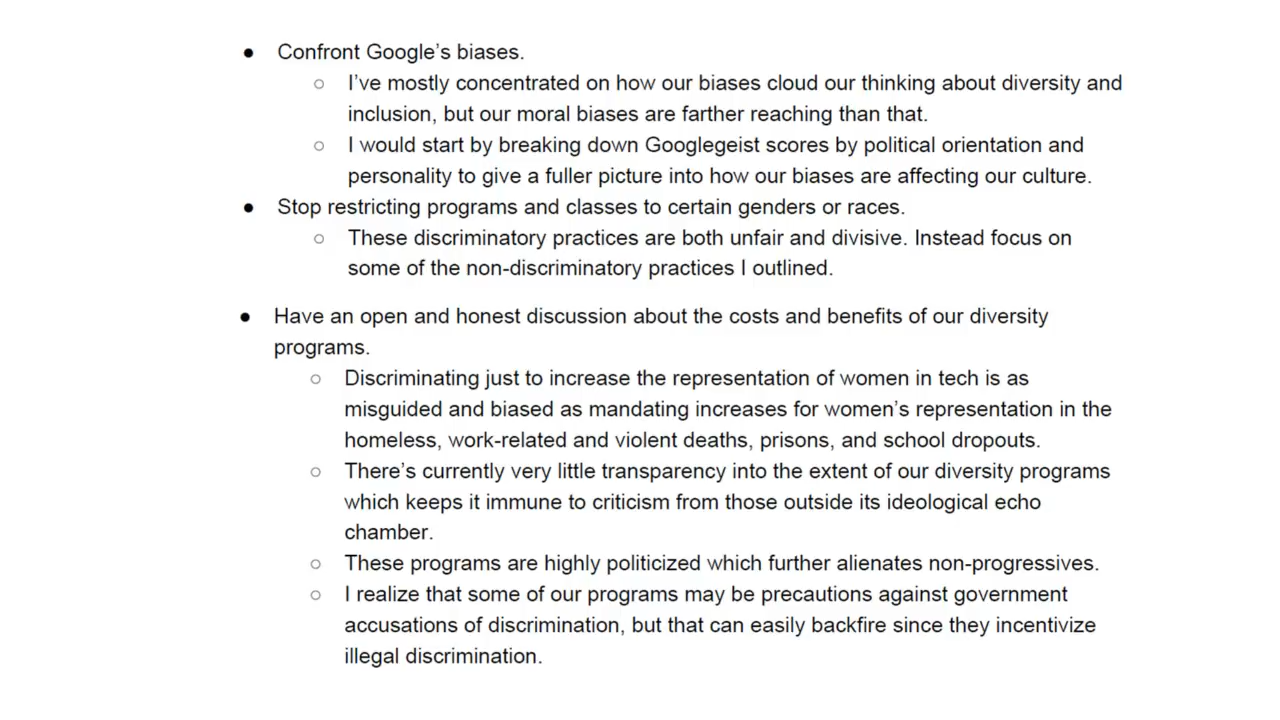 ● Confront Google's biases.
○ I've mostly concentrated on how our biases cloud our thinking about diversity and
inclusion, but our moral biases are farther reaching than that.
○ I would start by breaking down Googlegeist scores by political orientation and
personality to give a fuller picture into how our biases are affecting our culture.
● Stop restricting programs and classes to certain genders or races.
○ These discriminatory practices are both unfair and divisive. Instead focus on
some of the non-discriminatory practices I outlined.
● Have an open and honest discussion about the costs and benefits of our diversity
programs.
○ Discriminating just to increase the representation of women in tech is as
misguided and biased as mandating increases for women's representation in the
homeless, work-related and violent deaths, prisons, and school dropouts.
○ There's currently very little transparency into the extent of our diversity programs
which keeps it immune to criticism from those outside its ideological echo
chamber.
○ These programs are highly politicized which further alienates non-progressives.
○ I realize that some of our programs may be precautions against government
accusations of discrimination, but that can easily backfire since they incentivize
illegal discrimination.